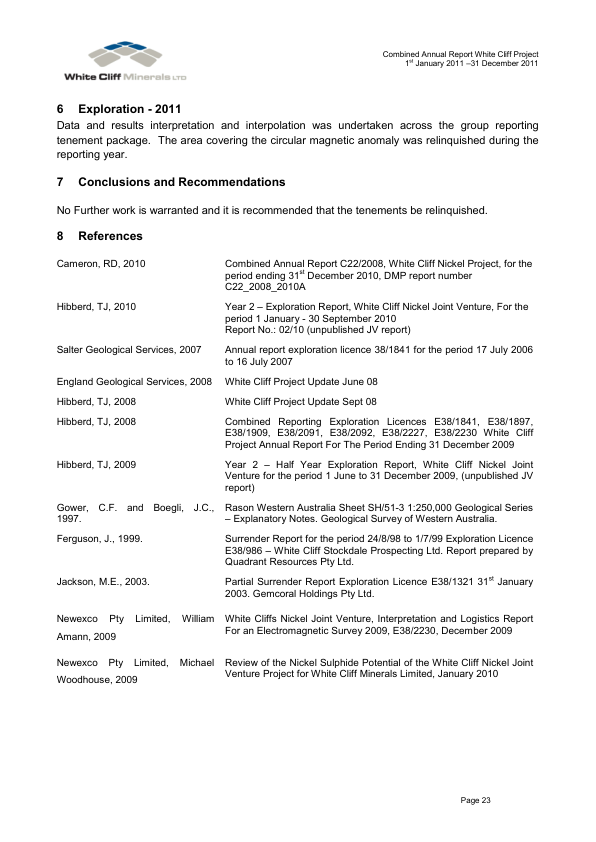 White Cliff Minerals LTD
Combined Annual Report White Cliff Project
1st January 2011 –31 December 2011
6 Exploration - 2011
Data and results interpretation and interpolation was undertaken across the group reporting
tenement package. The area covering the circular magnetic anomaly was relinquished during the
reporting year.
7 Conclusions and Recommendations
No Further work is warranted and it is recommended that the tenements be relinquished.
8 References
Cameron, RD, 2010
Combined Annual Report C22/2008, White Cliff Nickel Project, for the
period ending 31st December 2010, DMP report number
C22_2008_2010A
Hibberd, TJ, 2010
Year 2 – Exploration Report, White Cliff Nickel Joint Venture, For the
period 1 January - 30 September 2010
Report No.: 02/10 (unpublished JV report)
Salter Geological Services, 2007
Annual report exploration licence 38/1841 for the period 17 July 2006
to 16 July 2007
England Geological Services, 2008
White Cliff Project Update June 08
Hibberd, TJ, 2008
White Cliff Project Update Sept 08
Hibberd, TJ, 2008
Combined Reporting Exploration Licences E38/1841, E38/1897,
E38/1909, E38/2091, E38/2092, E38/2227, E38/2230 White Cliff
Project Annual Report For The Period Ending 31 December 2009
Hibberd, TJ, 2009
Year 2 – Half Year Exploration Report, White Cliff Nickel Joint
Venture for the period 1 June to 31 December 2009, (unpublished JV
report)
Gower, C.F. and Boegli, J.C.,
1997.
Rason Western Australia Sheet SH/51-3 1:250,000 Geological Series
– Explanatory Notes. Geological Survey of Western Australia.
Ferguson, J., 1999.
Surrender Report for the period 24/8/98 to 1/7/99 Exploration Licence
E38/986 – White Cliff Stockdale Prospecting Ltd. Report prepared by
Quadrant Resources Pty Ltd.
Jackson, M.E., 2003.
Partial Surrender Report Exploration Licence E38/1321 31st January
2003. Gemcoral Holdings Pty Ltd.
Newexco Pty Limited, William
Amann, 2009
White Cliffs Nickel Joint Venture, Interpretation and Logistics Report
For an Electromagnetic Survey 2009, E38/2230, December 2009
Newexco Pty Limited, Michael
Woodhouse, 2009
Review of the Nickel Sulphide Potential of the White Cliff Nickel Joint
Venture Project for White Cliff Minerals Limited, January 2010
Page 23